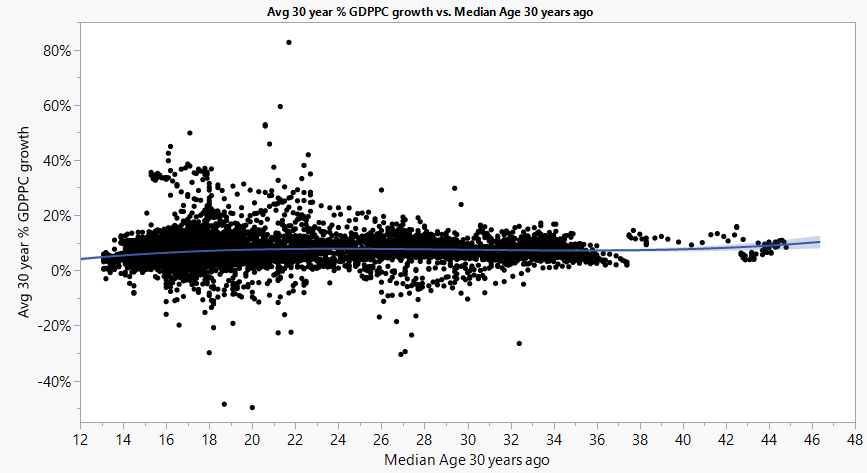 Avg 30 year % GDPPC growth vs. Median Age 30 years ago
Avg 30 year % GDPPC growth
80%
60%
40%
20%
0%
-20%
-40%
12 14 16 18 20 22 24 26 28 30 32 34 36 38 40 42 44 46 48
Median Age 30 years ago